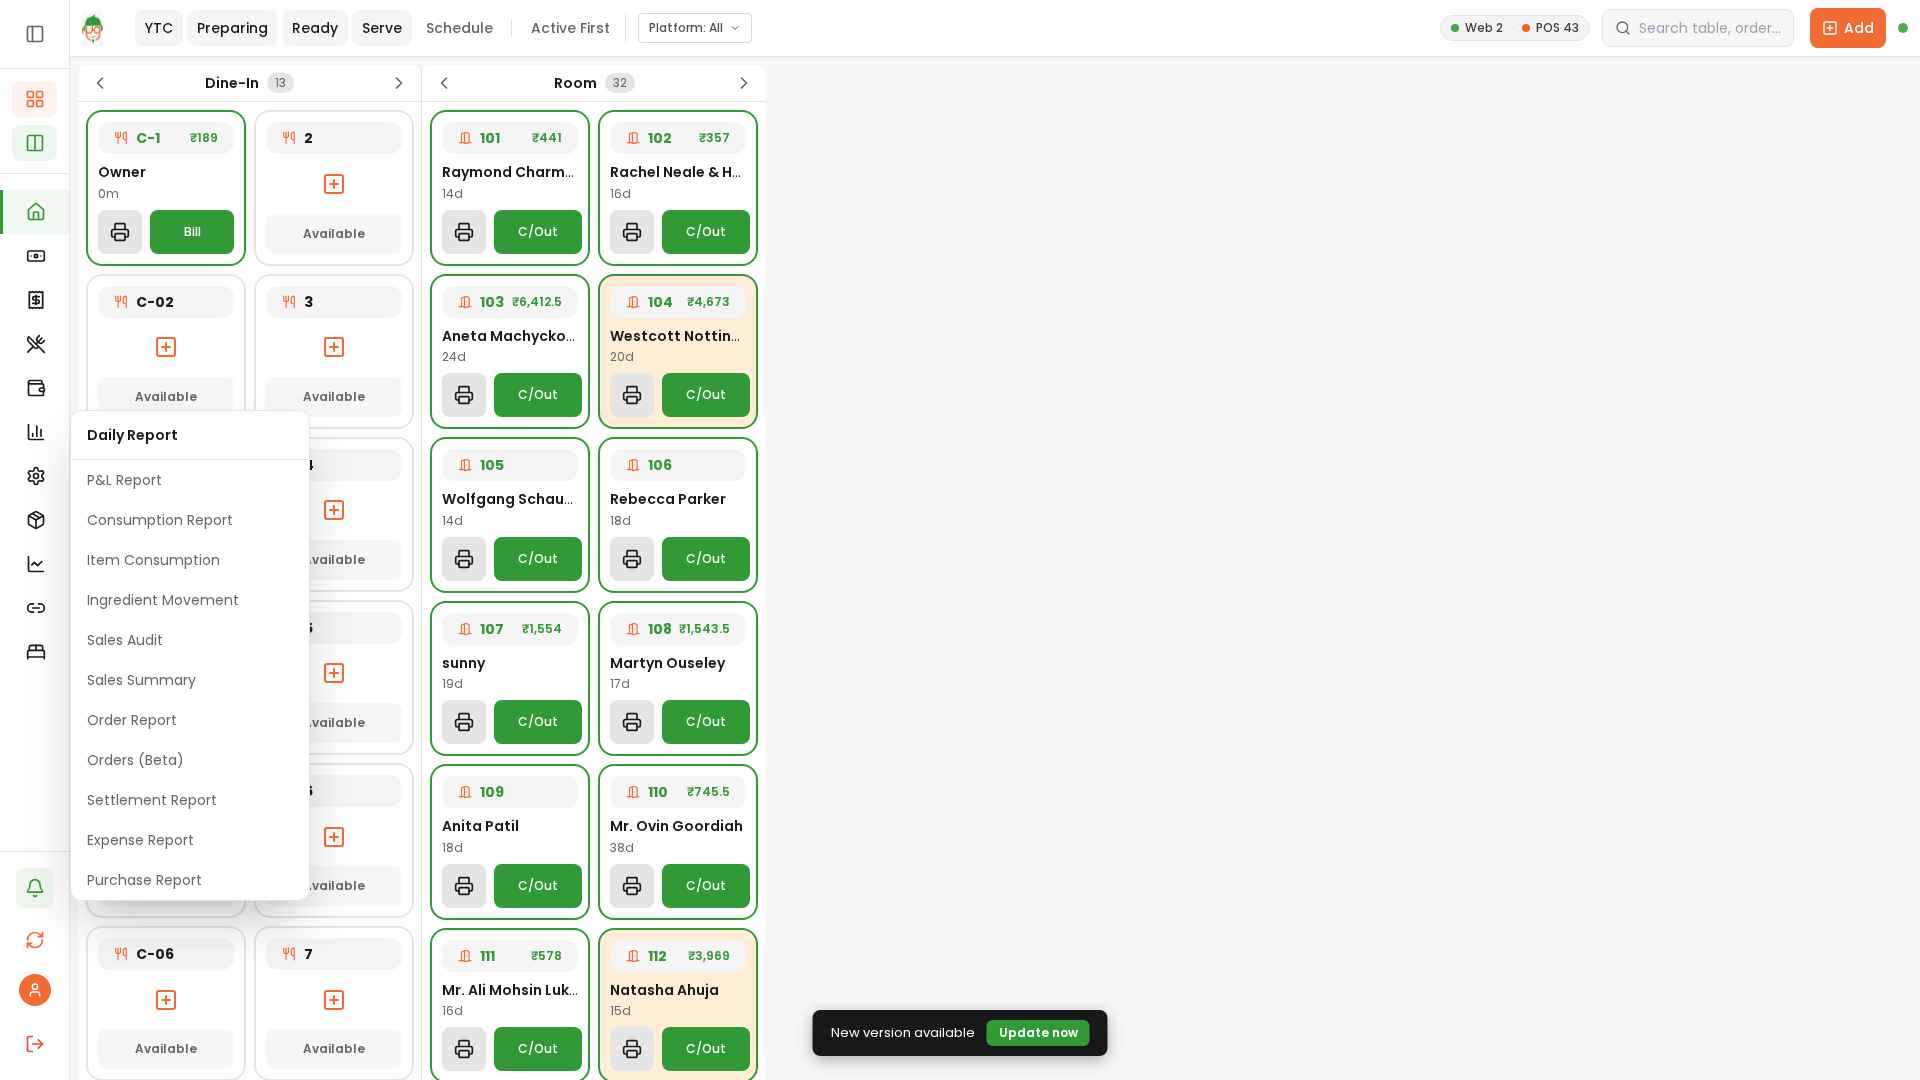 YTC
Preparing
Ready
Serve
Schedule
Active First
Platform: All
Web 2
POS 43
Search table, order...
Add
Dine-In 13
Room 32
C-1 ₹189
Owner
0m
Bill
2
Available
101 ₹441
Raymond Charm...
14d
C/Out
102 ₹357
Rachel Neale & H...
16d
C/Out
C-02
Available
3
Available
103 ₹6,412.5
Aneta Machycko...
24d
C/Out
104 ₹4,673
Westcott Nottin...
20d
C/Out
Daily Report
P&L Report
Consumption Report
Item Consumption
Ingredient Movement
Sales Audit
Sales Summary
Order Report
Orders (Beta)
Settlement Report
Expense Report
Purchase Report
Available
Available
Available
105
Wolfgang Schau...
14d
C/Out
106
Rebecca Parker
18d
C/Out
107 ₹1,554
sunny
19d
C/Out
108 ₹1,543.5
Martyn Ouseley
17d
C/Out
109
Anita Patil
18d
C/Out
110 ₹745.5
Mr. Ovin Goordiah
38d
C/Out
C-06
Available
7
Available
111 ₹578
Mr. Ali Mohsin Luk...
16d
C/Out
112 ₹3,969
Natasha Ahuja
15d
C/Out
New version available
Update now